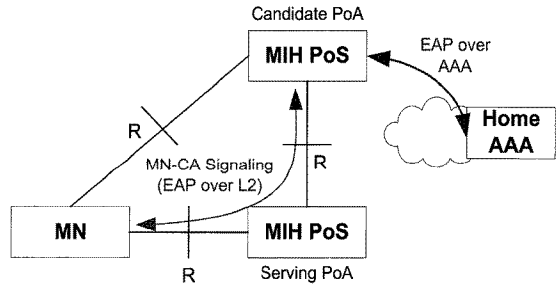 Candidate PoA
MIH PoS
EAP over
AAA
Home
AAA
R
R
MN-CA Signaling
(EAP over L2)
MN
MIH PoS
R
Serving PoA